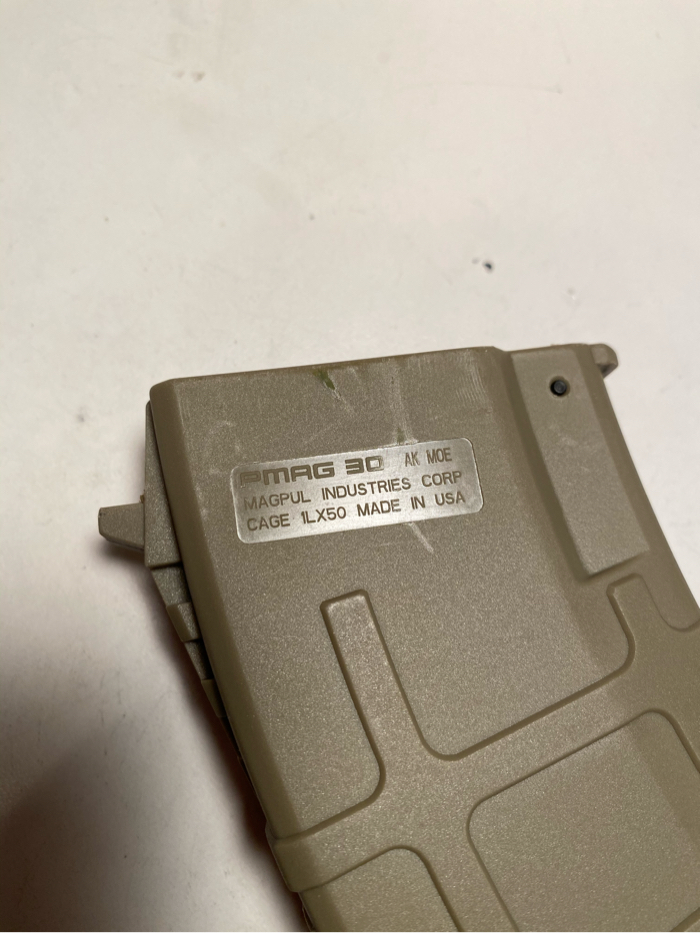 PMAG 30 AK MOE
MAGPUL INDUSTRIES CORP
CAGE 1LX50 MADE IN USA